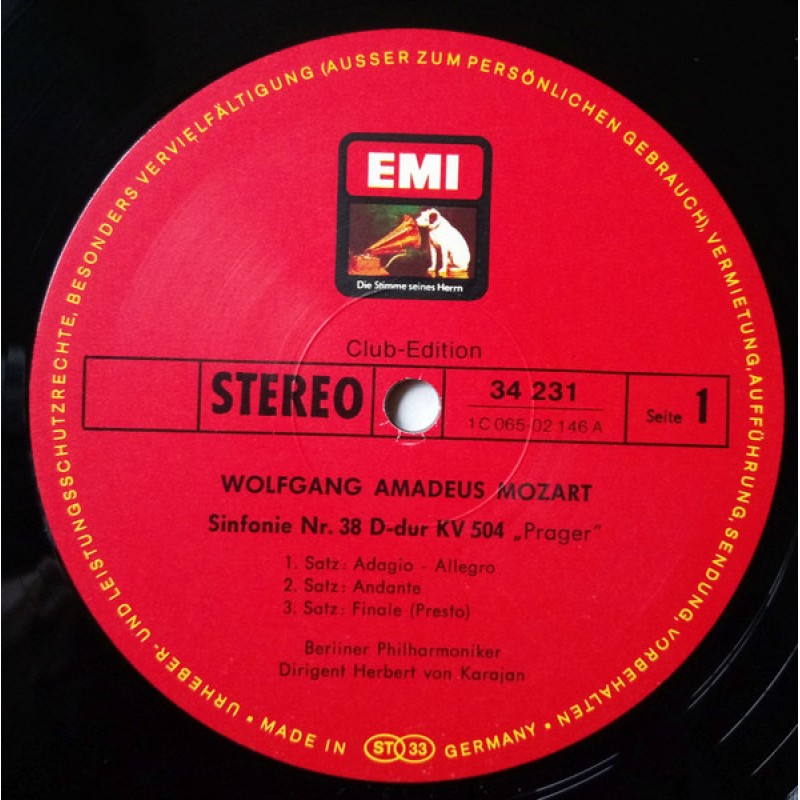 EMI
Die Stimme seines Herrn
Club-Edition
STEREO
34 231
1C 065-02 146 A
Seite 1
WOLFGANG AMADEUS MOZART
Sinfonie Nr. 38 D-dur KV 504 „Prager"
1. Satz: Adagio - Allegro
2. Satz: Andante
3. Satz: Finale (Presto)
Berliner Philharmoniker
Dirigent Herbert von Karajan
URHEBER- UND LEISTUNGSSCHUTZRECHTE, BESONDERS VERVIELFÄLTIGUNG (AUSSER ZUM PERSÖNLICHEN GEBRAUCH), VERMIETUNG, AUFFÜHRUNG, SENDUNG, VORBEHALTEN •
MADE IN ST 33 GERMANY •